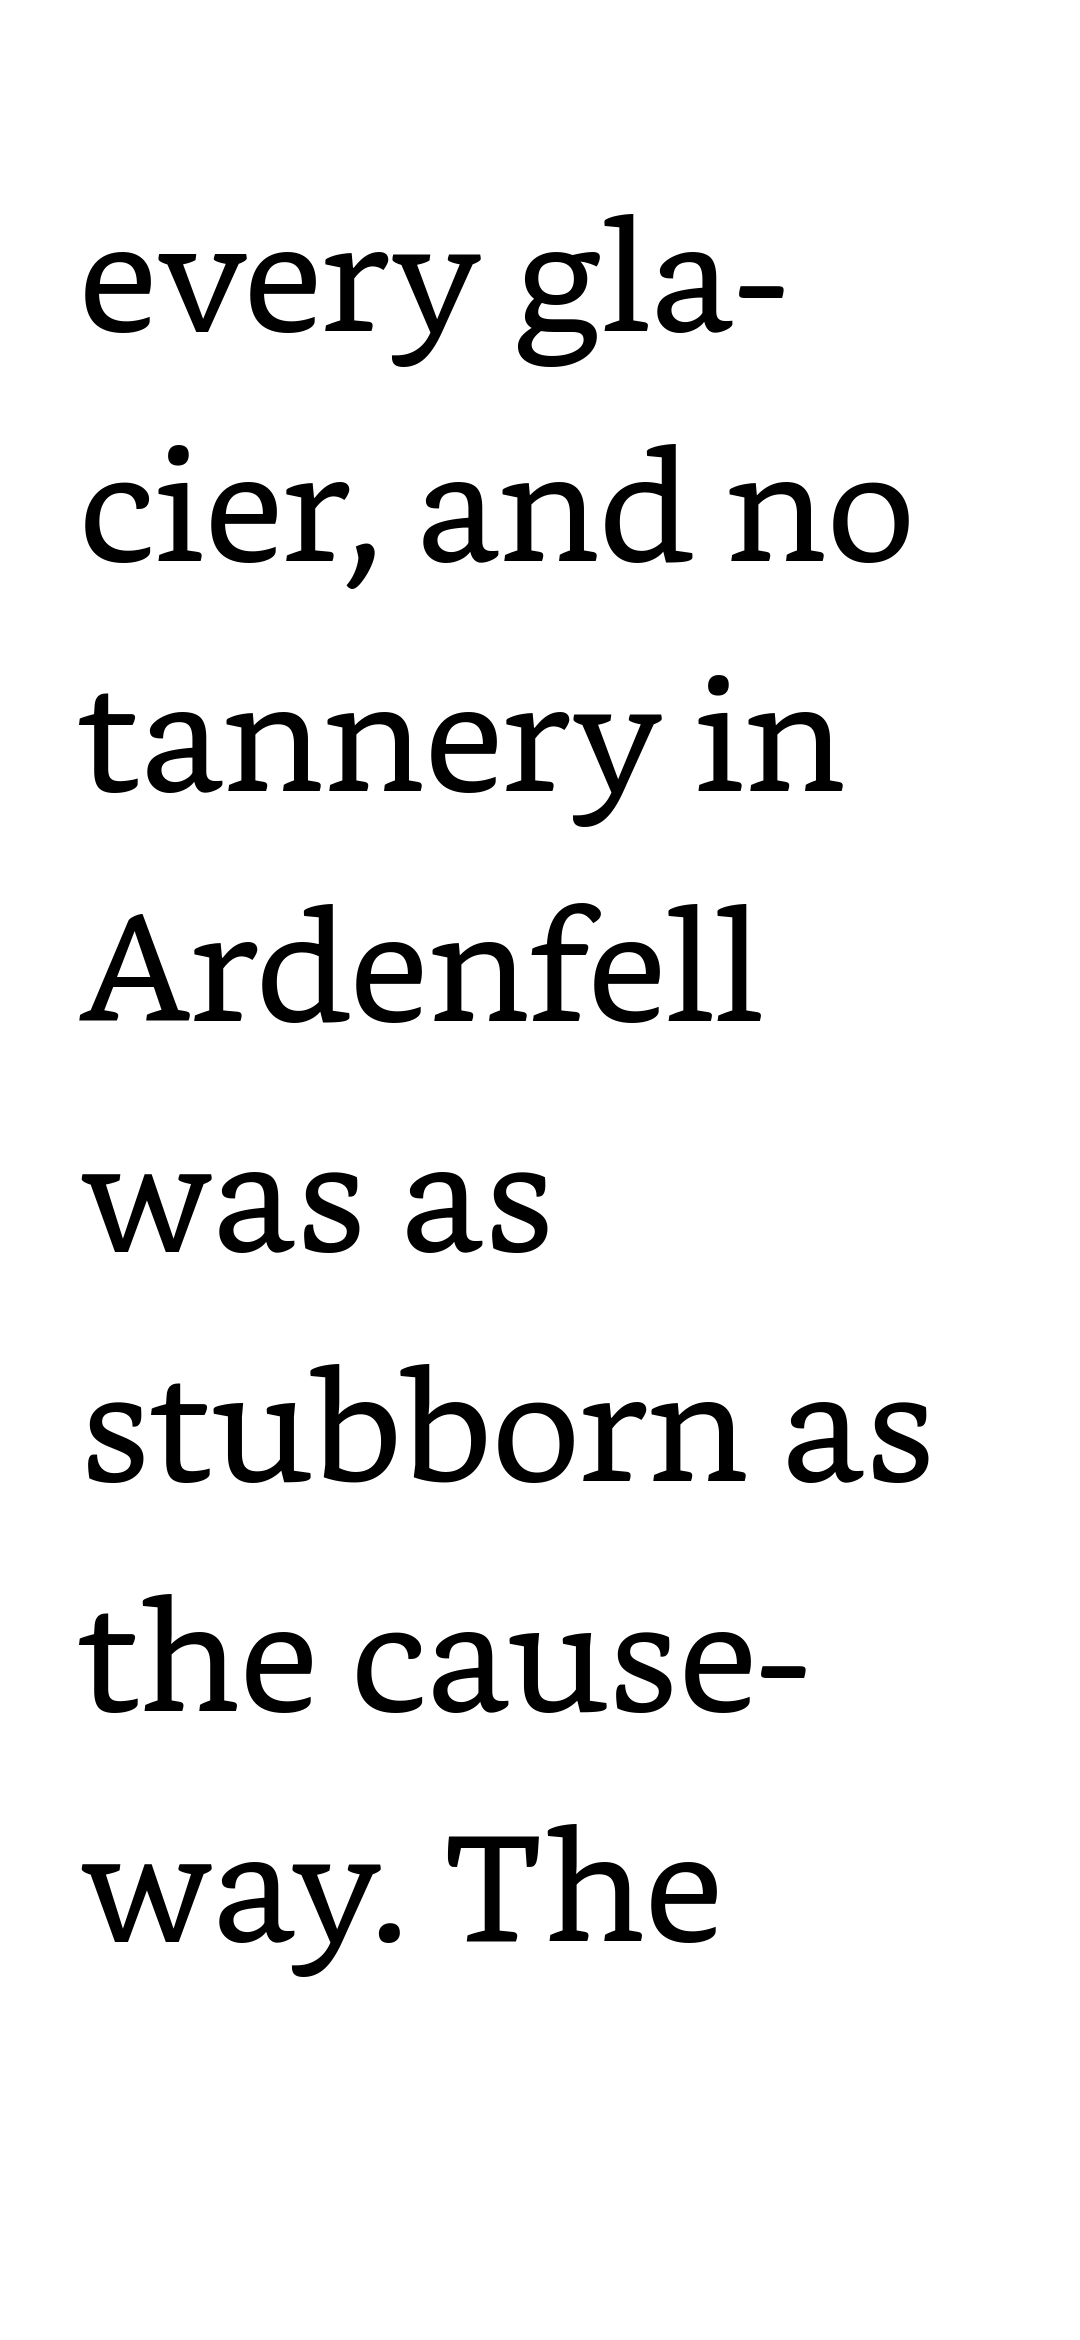 every gla-
cier, and no
tannery in
Ardenfell
was as
stubborn as
the cause-
way. The